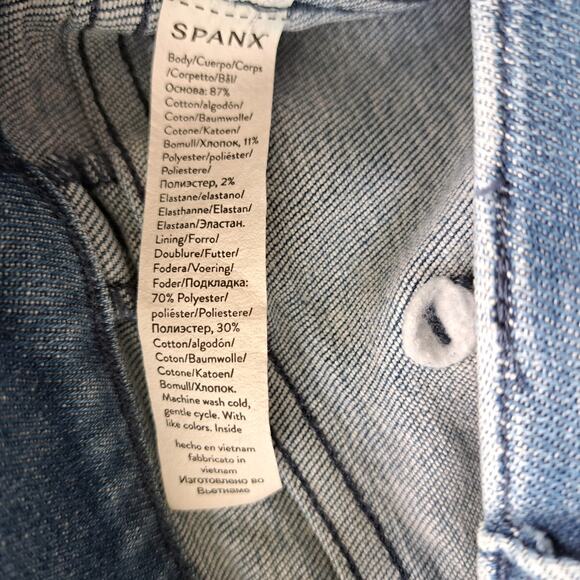 SPANX
Body/Cuerpo/Corps
/Corpetto/Bål/
Основа: 87%
Cotton/algodón/
Coton/Baumwolle/
Cotone/Katoen/
Bomull/Хлопок, 11%
Polyester/poliéster/
Poliestere/
Полиэстер, 2%
Elastane/elastano/
Elasthanne/Elastan/
Elastaan/Эластан.
Lining/Forro/
Doublure/Futter/
Fodera/Voering/
Foder/Подкладка:
70% Polyester/
poliéster/Poliestere/
Полиэстер, 30%
Cotton/algodón/
Coton/Baumwolle/
Cotone/Katoen/
Bomull/Хлопок.
Machine wash cold,
gentle cycle. With
like colors. Inside
hecho en vietnam
fabbricato in
vietnam
Изготовлено во
Вьетнаме